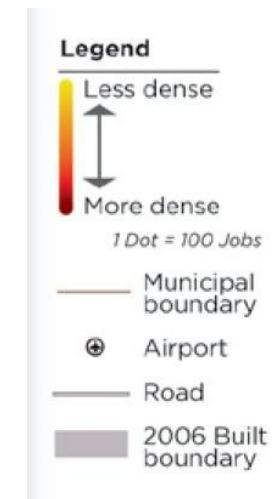 Legend
Less dense
More dense
1 Dot = 100 Jobs
Municipal
boundary
Airport
Road
2006 Built
boundary